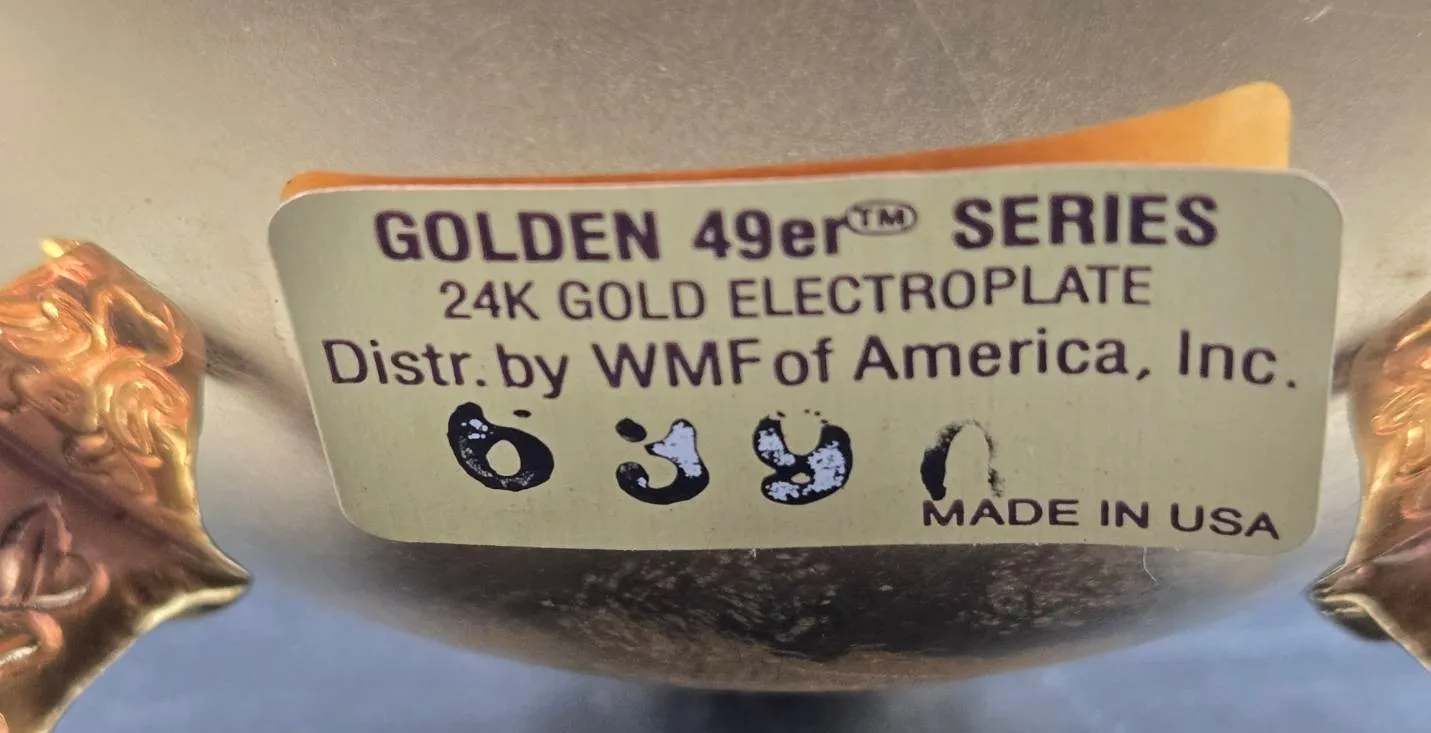 GOLDEN 49er™ SERIES
24K GOLD ELECTROPLATE
Distr. by WMF of America, Inc.
MADE IN USA